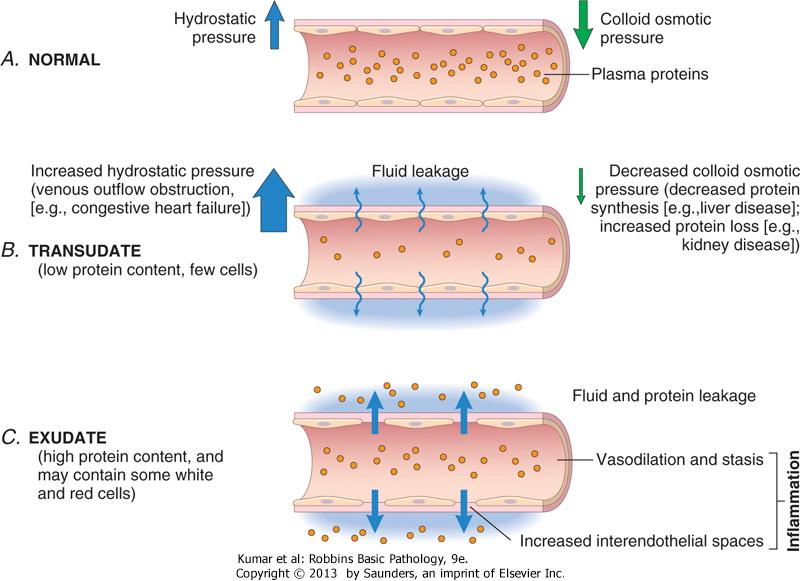 Hydrostatic
pressure
Colloid osmotic
pressure
A. NORMAL
Plasma proteins
Increased hydrostatic pressure
(venous outflow obstruction,
[e.g., congestive heart failure])
Fluid leakage
Decreased colloid osmotic
pressure (decreased protein
synthesis [e.g.,liver disease];
increased protein loss [e.g.,
kidney disease])
B. TRANSUDATE
(low protein content, few cells)
Fluid and protein leakage
C. EXUDATE
(high protein content, and
may contain some white
and red cells)
Vasodilation and stasis
Increased interendothelial spaces
Inflammation
Kumar et al: Robbins Basic Pathology, 9e.
Copyright © 2013 by Saunders, an imprint of Elsevier Inc.